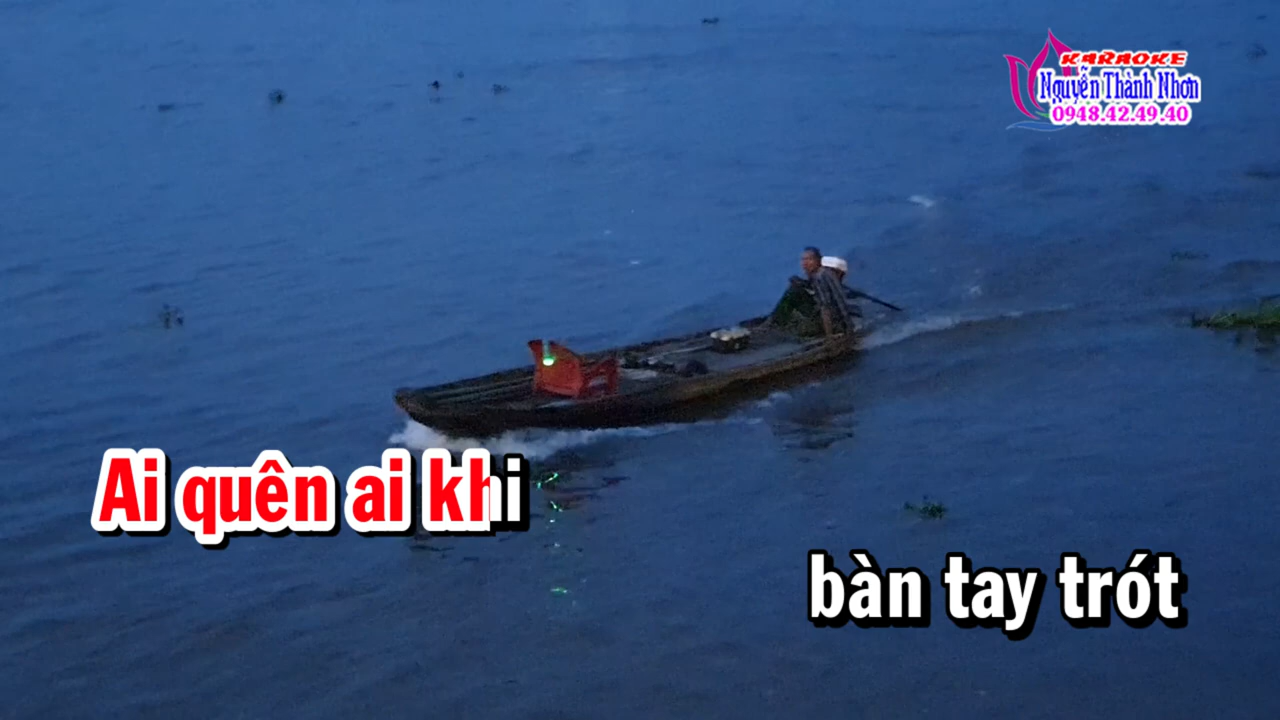 KARAOKE
Nguyễn Thành Nhơn
0948.42.49.40
Ai quên ai khi
bàn tay trót